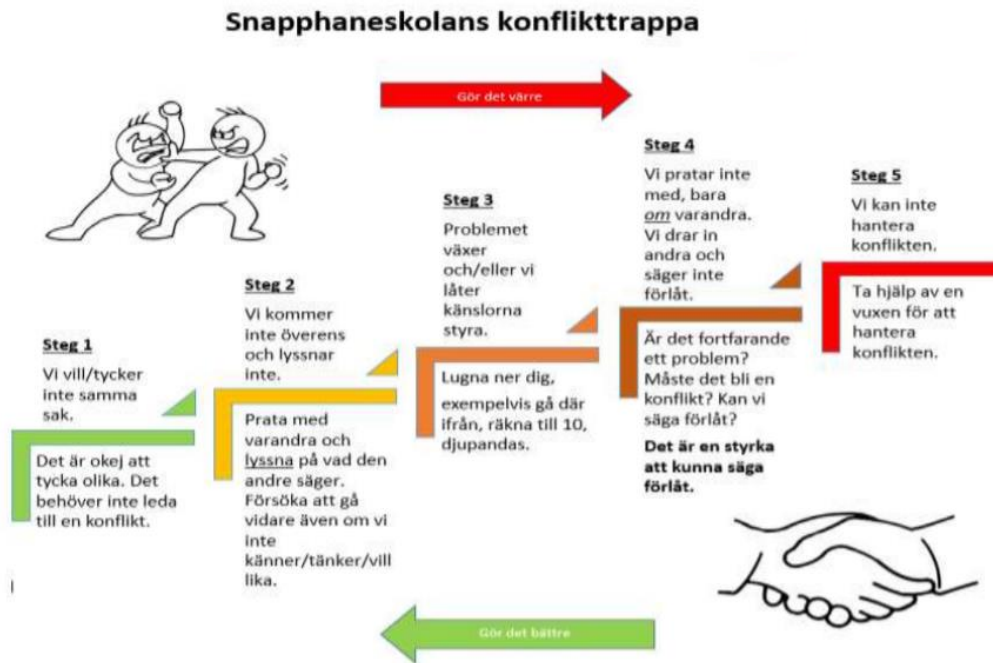 Snapphaneskolans konflikttrappa
Gör det värre
Steg 1
Vi vill/tycker
inte samma
sak.
Det är okej att
tycka olika. Det
behöver inte leda
till en konflikt.
Steg 2
Vi kommer
inte överens
och lyssnar
inte.
Prata med
varandra och
lyssna på vad den
andre säger.
Försöka att gå
vidare även om vi
inte
känner/tänker/vill
lika.
Steg 3
Problemet
växer
och/eller vi
låter
känslorna
styra.
Lugna ner dig,
exempelvis gå där
ifrån, räkna till 10,
djupandas.
Steg 4
Vi pratar inte
med, bara
om varandra.
Vi drar in
andra och
säger inte
förlåt.
Är det fortfarande
ett problem?
Måste det bli en
konflikt? Kan vi
säga förlåt?
Det är en styrka
att kunna säga
förlåt.
Steg 5
Vi kan inte
hantera
konflikten.
Ta hjälp av en
vuxen för att
hantera
konflikten.
Gör det bättre